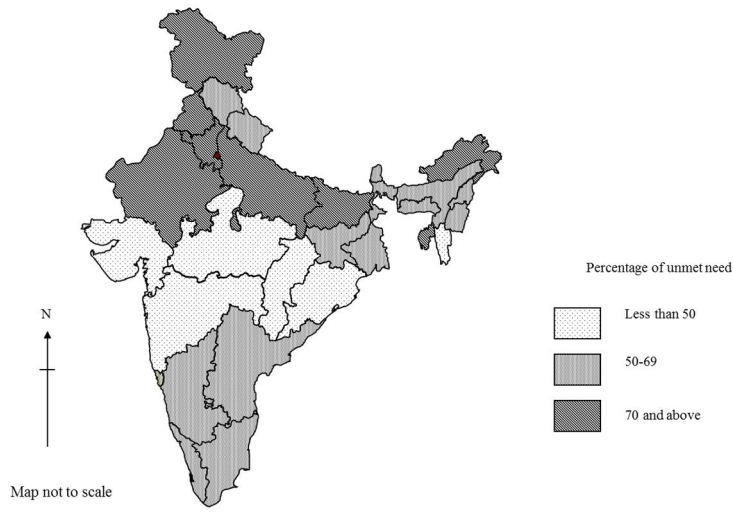 Percentage of unmet need
N
Less than 50
50-69
70 and above
Map not to scale